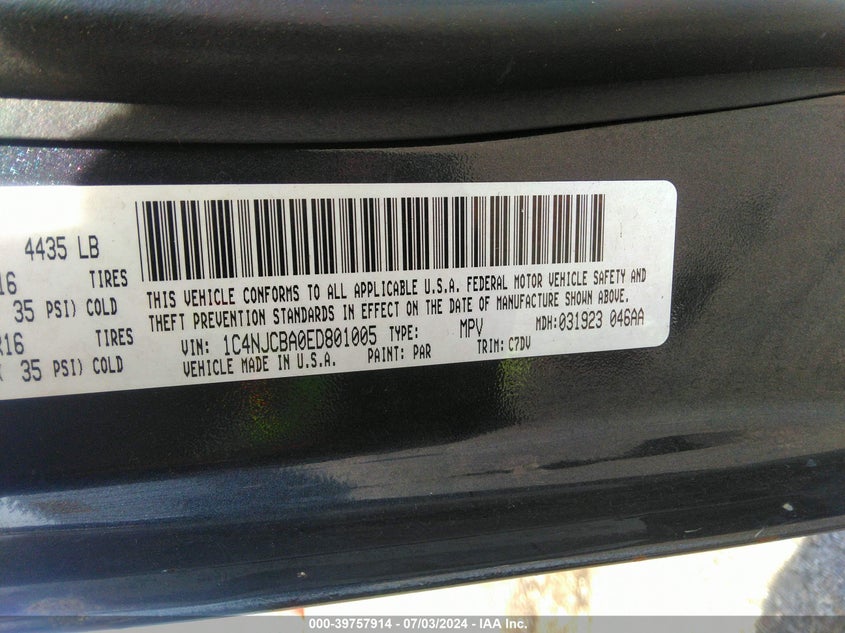 4435 LB
16 TIRES
35 PSI) COLD
R16 TIRES
35 PSI) COLD
THIS VEHICLE CONFORMS TO ALL APPLICABLE U.S.A. FEDERAL MOTOR VEHICLE SAFETY AND
THEFT PREVENTION STANDARDS IN EFFECT ON THE DATE OF MANUFACTURE SHOWN ABOVE.
VIN: 1C4NJCBA0ED801005 TYPE: MPV MDH:031923 046AA
VEHICLE MADE IN U.S.A. PAINT: PAR TRIM: C7DV
000-39757914 / 07/03/2024 - IAA Inc.